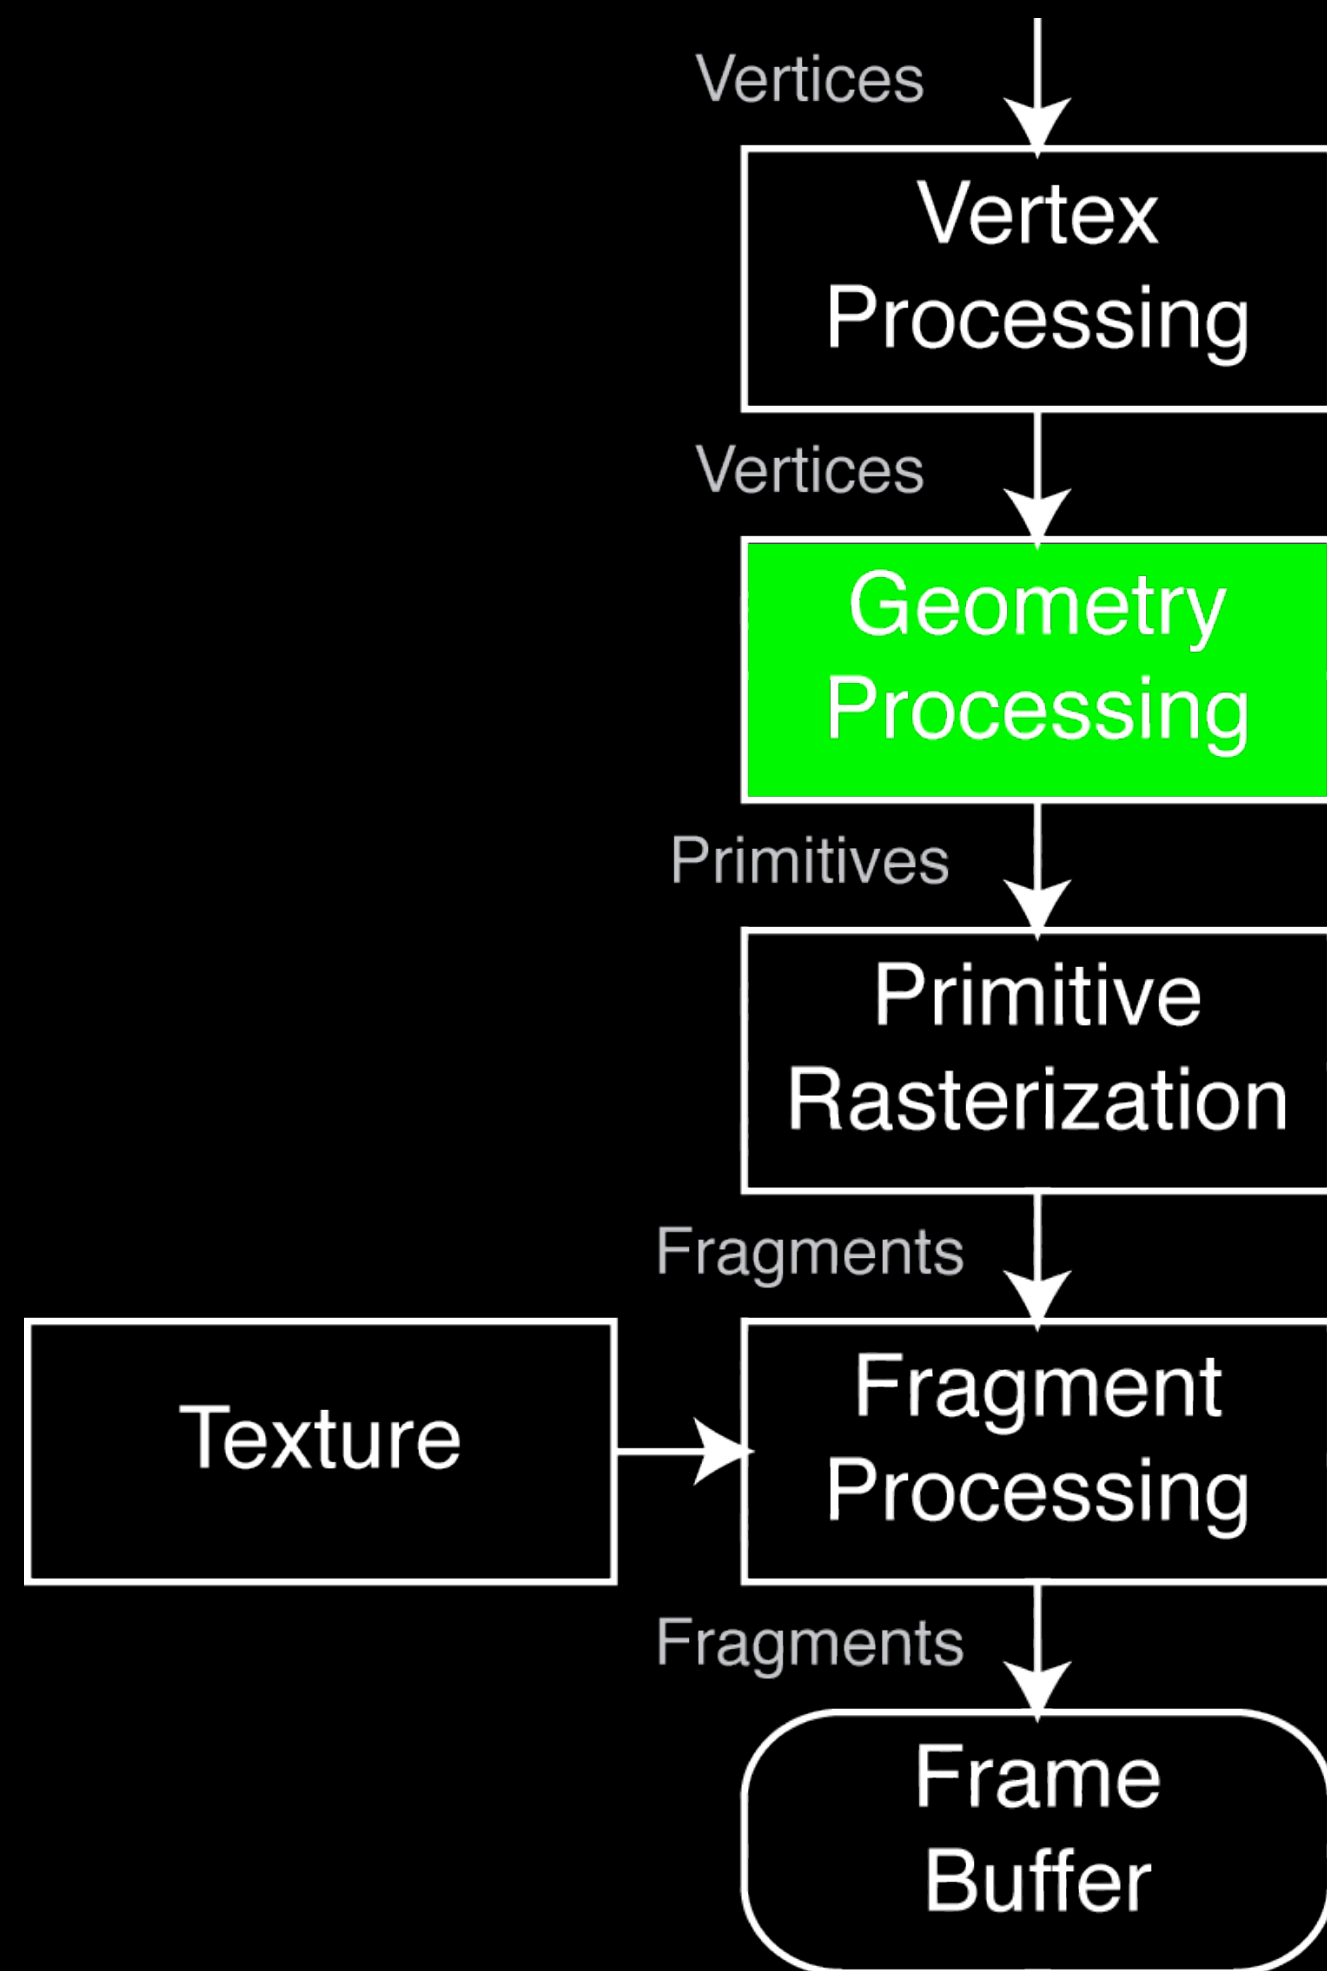 Vertices
Vertex
Processing
Vertices
Geometry
Processing
Primitives
Primitive
Rasterization
Fragments
Texture
Fragment
Processing
Fragments
Frame
Buffer